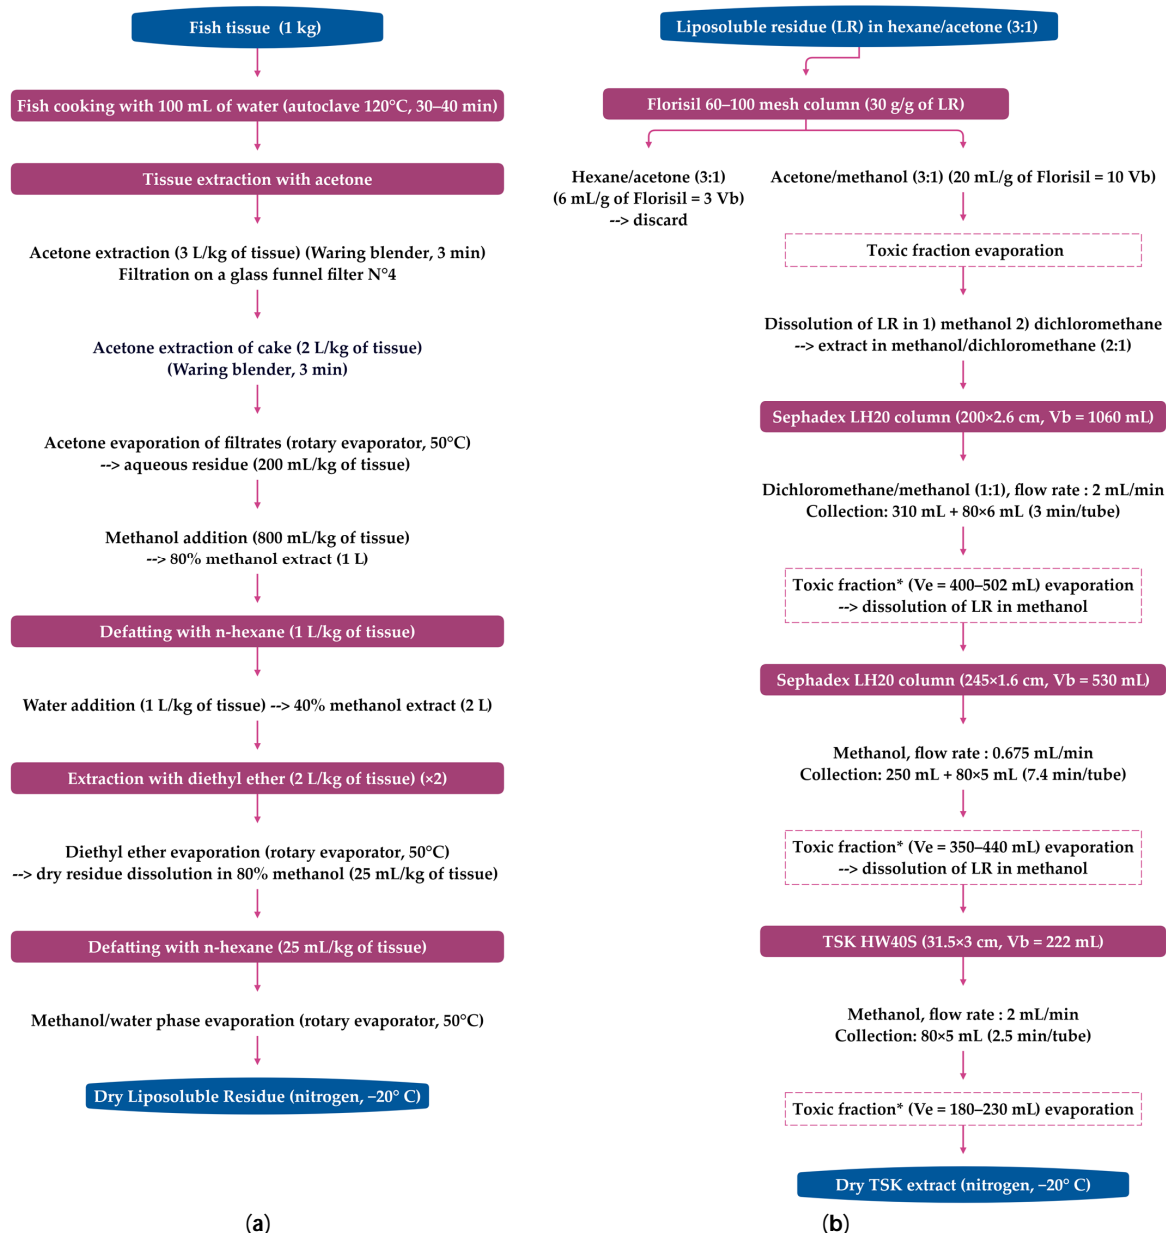 Fish tissue (1 kg)
Fish cooking with 100 mL of water (autoclave 120°C, 30–40 min)
Tissue extraction with acetone
Acetone extraction (3 L/kg of tissue) (Waring blender, 3 min)
Filtration on a glass funnel filter N°4
Acetone extraction of cake (2 L/kg of tissue)
(Waring blender, 3 min)
Acetone evaporation of filtrates (rotary evaporator, 50°C)
--> aqueous residue (200 mL/kg of tissue)
Methanol addition (800 mL/kg of tissue)
--> 80% methanol extract (1 L)
Defatting with n-hexane (1 L/kg of tissue)
Water addition (1 L/kg of tissue) --> 40% methanol extract (2 L)
Extraction with diethyl ether (2 L/kg of tissue) (×2)
Diethyl ether evaporation (rotary evaporator, 50°C)
--> dry residue dissolution in 80% methanol (25 mL/kg of tissue)
Defatting with n-hexane (25 mL/kg of tissue)
Methanol/water phase evaporation (rotary evaporator, 50°C)
Dry Liposoluble Residue (nitrogen, –20° C)
(a)
Liposoluble residue (LR) in hexane/acetone (3:1)
Florisil 60–100 mesh column (30 g/g of LR)
Hexane/acetone (3:1)
(6 mL/g of Florisil = 3 Vb)
--> discard
Acetone/methanol (3:1) (20 mL/g of Florisil = 10 Vb)
Toxic fraction evaporation
Dissolution of LR in 1) methanol 2) dichloromethane
--> extract in methanol/dichloromethane (2:1)
Sephadex LH20 column (200×2.6 cm, Vb = 1060 mL)
Dichloromethane/methanol (1:1), flow rate : 2 mL/min
Collection: 310 mL + 80×6 mL (3 min/tube)
Toxic fraction* (Ve = 400–502 mL) evaporation
--> dissolution of LR in methanol
Sephadex LH20 column (245×1.6 cm, Vb = 530 mL)
Methanol, flow rate : 0.675 mL/min
Collection: 250 mL + 80×5 mL (7.4 min/tube)
Toxic fraction* (Ve = 350–440 mL) evaporation
--> dissolution of LR in methanol
TSK HW40S (31.5×3 cm, Vb = 222 mL)
Methanol, flow rate : 2 mL/min
Collection: 80×5 mL (2.5 min/tube)
Toxic fraction* (Ve = 180–230 mL) evaporation
Dry TSK extract (nitrogen, –20° C)
(b)